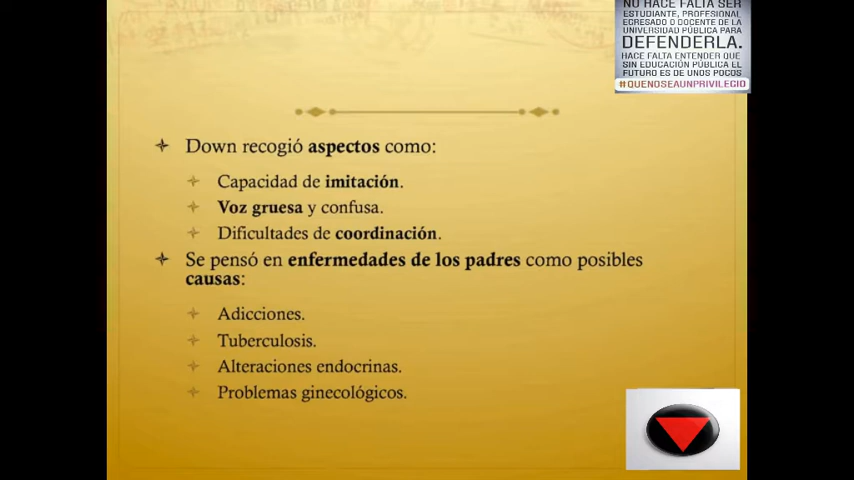 NO HACE FALTA SER
ESTUDIANTE, PROFESIONAL
EGRESADO O DOCENTE DE LA
UNIVERSIDAD PÚBLICA PARA
DEFENDERLA.
HACE FALTA ENTENDER QUE
SIN EDUCACIÓN PÚBLICA EL
FUTURO ES DE UNOS POCOS
#QUENOSEAUNPRIVILEGIO
Down recogió aspectos como:
Capacidad de imitación.
Voz gruesa y confusa.
Dificultades de coordinación.
Se pensó en enfermedades de los padres como posibles
causas:
Adicciones.
Tuberculosis.
Alteraciones endocrinas.
Problemas ginecológicos.